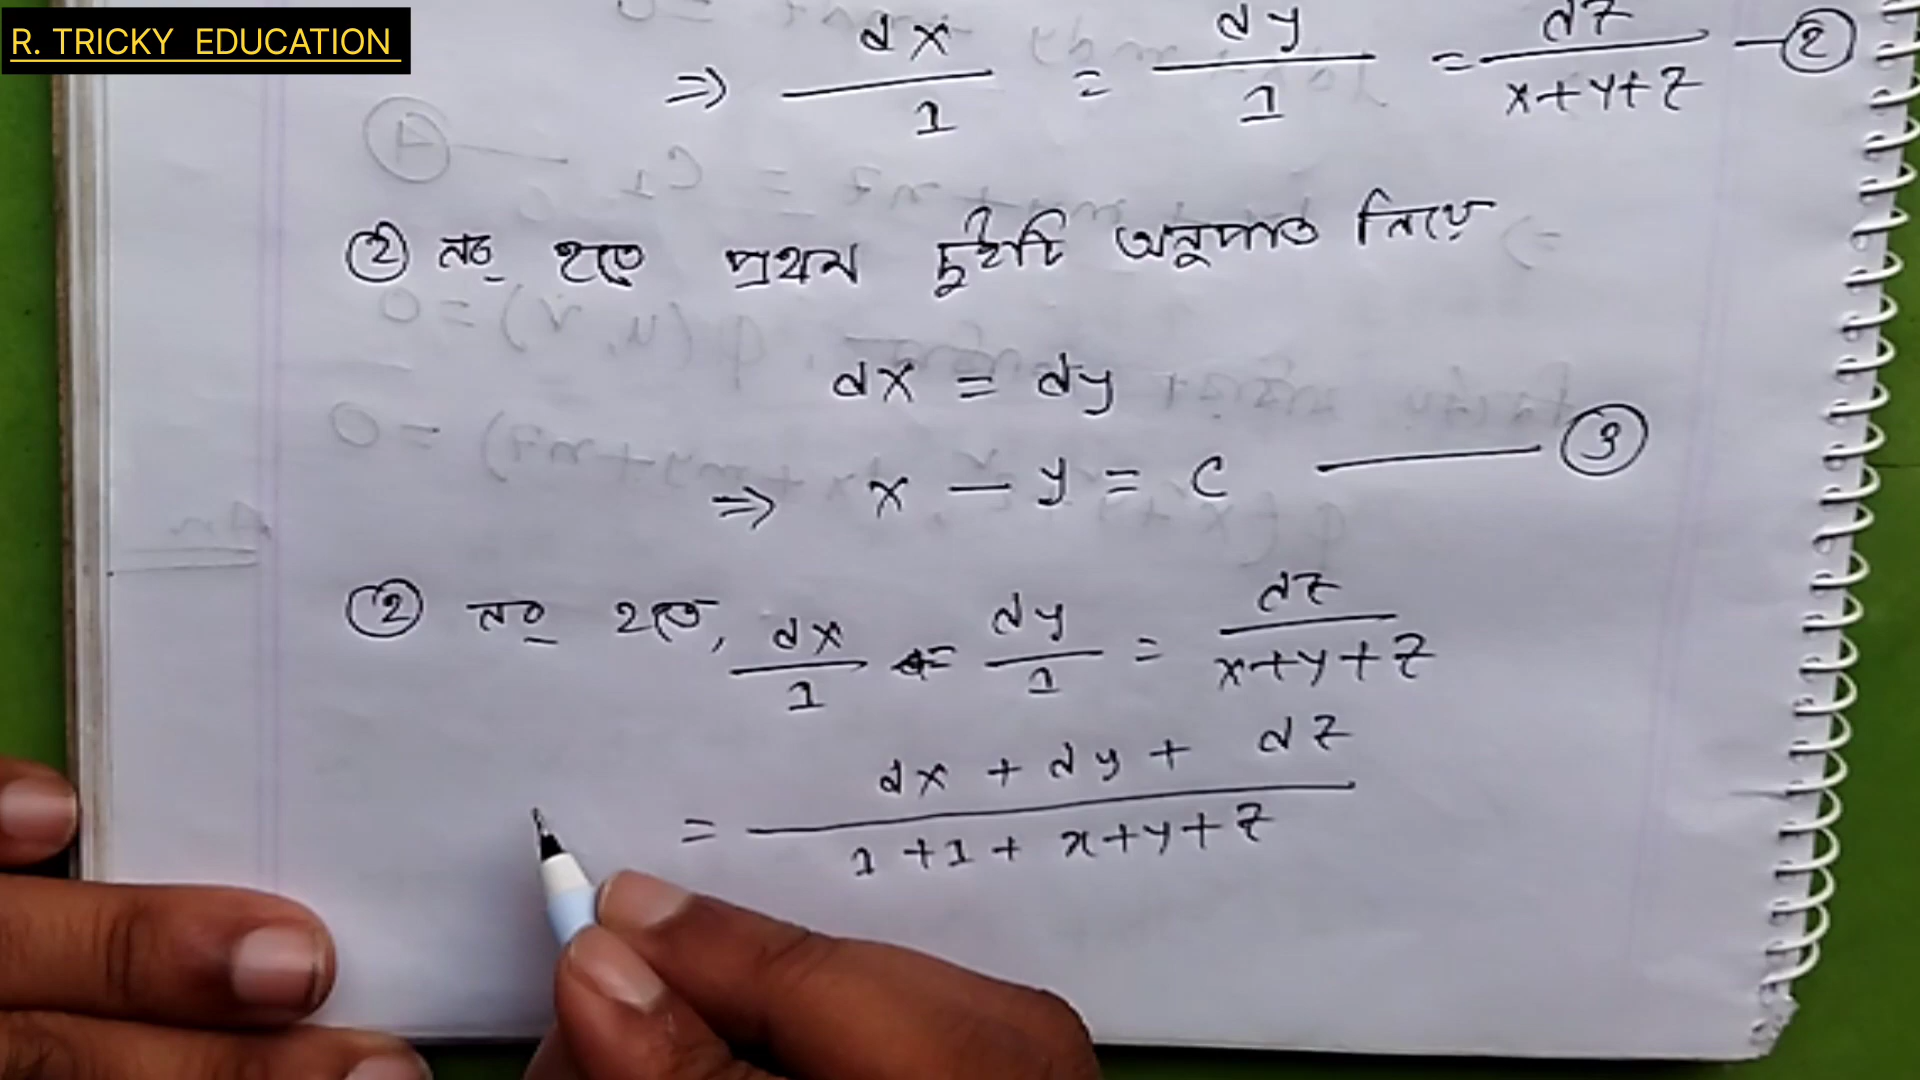 R. TRICKY EDUCATION
⇒ dx/1 = dy/1 = dz/x+y+z —②
② নং হতে প্রথম দুইটি অনুপাত নিয়ে
dx = dy
⇒ x – y = c —③
② নং হতে, dx/1 = dy/1 = dz/x+y+z
= dx + dy + dz/1 + 1 + x+y+z